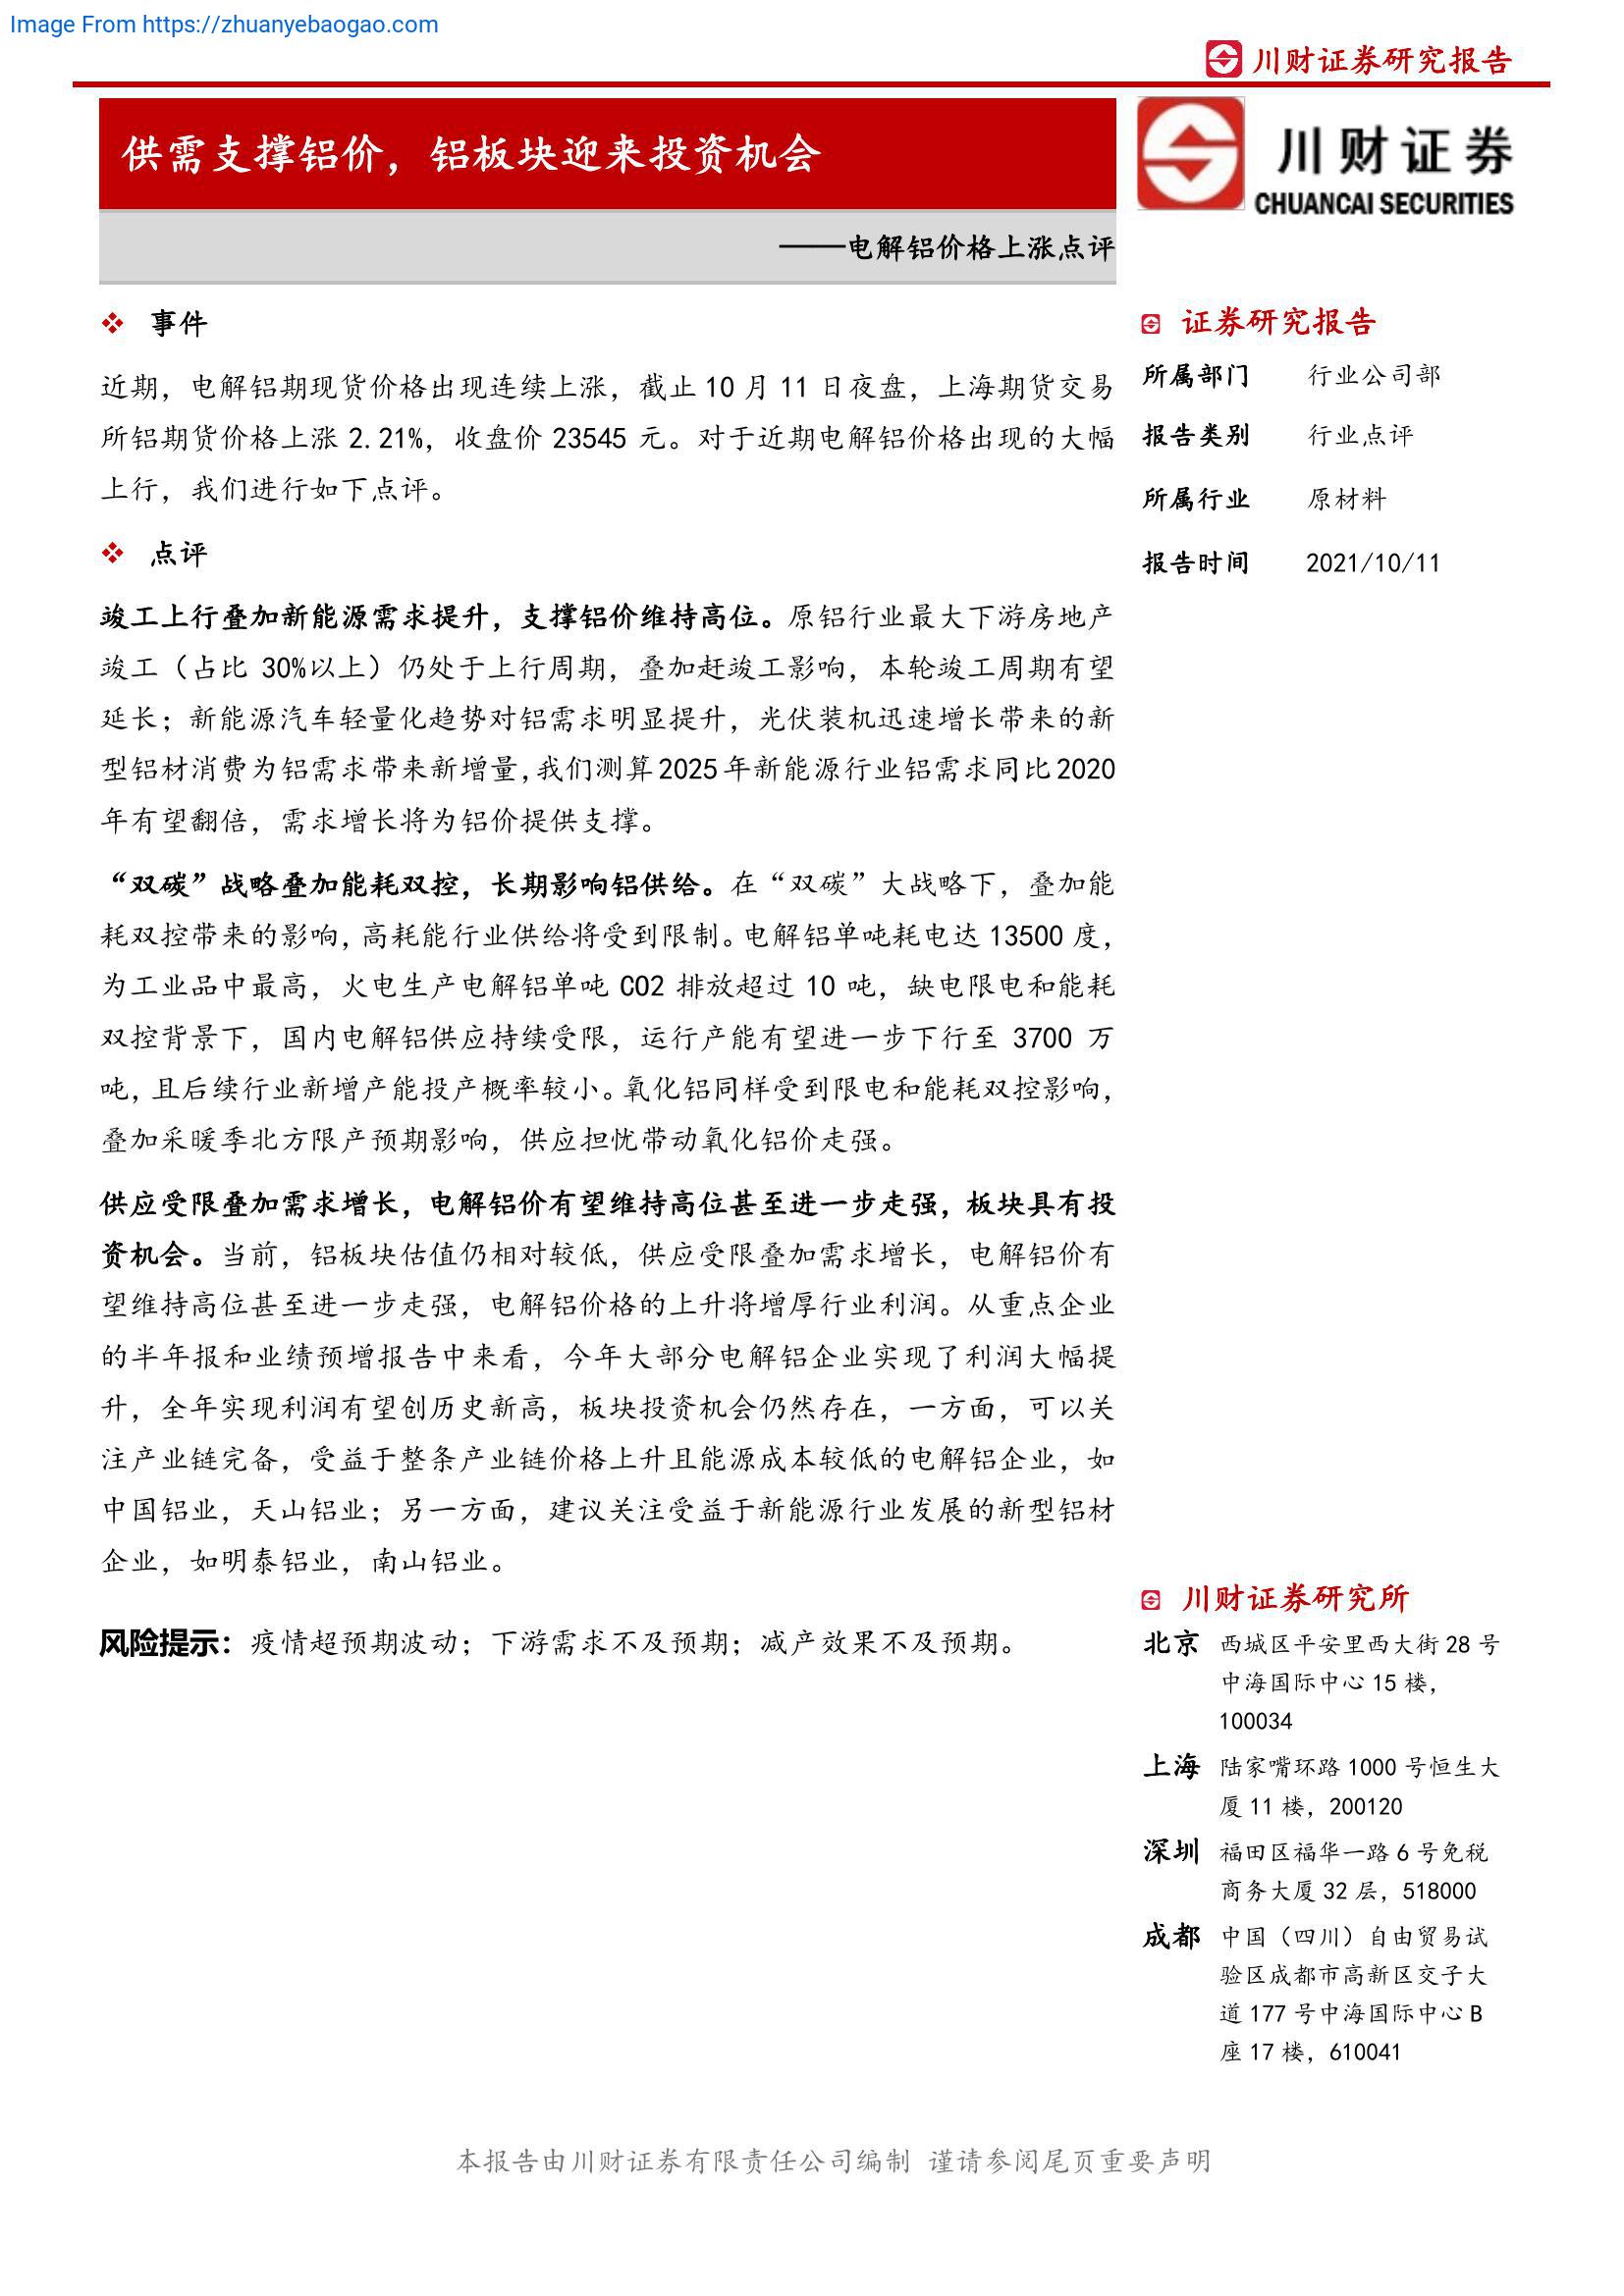 Image From https://zhuanyebaogao.com
川财证券研究报告
供需支撑铝价，铝板块迎来投资机会
——电解铝价格上涨点评
川财证券
CHUANCAI SECURITIES
❖ 事件
近期，电解铝期现货价格出现连续上涨，截止 10 月 11 日夜盘，上海期货交易
所铝期货价格上涨 2.21%，收盘价 23545 元。对于近期电解铝价格出现的大幅
上行，我们进行如下点评。
❖ 点评
竣工上行叠加新能源需求提升，支撑铝价维持高位。原铝行业最大下游房地产
竣工（占比 30%以上）仍处于上行周期，叠加赶竣工影响，本轮竣工周期有望
延长；新能源汽车轻量化趋势对铝需求明显提升，光伏装机迅速增长带来的新
型铝材消费为铝需求带来新增量，我们测算 2025 年新能源行业铝需求同比 2020
年有望翻倍，需求增长将为铝价提供支撑。
“双碳”战略叠加能耗双控，长期影响铝供给。在“双碳”大战略下，叠加能
耗双控带来的影响，高耗能行业供给将受到限制。电解铝单吨耗电达 13500 度，
为工业品中最高，火电生产电解铝单吨 CO2 排放超过 10 吨，缺电限电和能耗
双控背景下，国内电解铝供应持续受限，运行产能有望进一步下行至 3700 万
吨，且后续行业新增产能投产概率较小。氧化铝同样受到限电和能耗双控影响，
叠加采暖季北方限产预期影响，供应担忧带动氧化铝价走强。
供应受限叠加需求增长，电解铝价有望维持高位甚至进一步走强，板块具有投
资机会。当前，铝板块估值仍相对较低，供应受限叠加需求增长，电解铝价有
望维持高位甚至进一步走强，电解铝价格的上升将增厚行业利润。从重点企业
的半年报和业绩预增报告中来看，今年大部分电解铝企业实现了利润大幅提
升，全年实现利润有望创历史新高，板块投资机会仍然存在，一方面，可以关
注产业链完备，受益于整条产业链价格上升且能源成本较低的电解铝企业，如
中国铝业，天山铝业；另一方面，建议关注受益于新能源行业发展的新型铝材
企业，如明泰铝业，南山铝业。
风险提示：疫情超预期波动；下游需求不及预期；减产效果不及预期。
证券研究报告
所属部门 行业公司部
报告类别 行业点评
所属行业 原材料
报告时间 2021/10/11
川财证券研究所
北京 西城区平安里西大街 28 号
中海国际中心 15 楼，
100034
上海 陆家嘴环路 1000 号恒生大
厦 11 楼，200120
深圳 福田区福华一路 6 号免税
商务大厦 32 层，518000
成都 中国（四川）自由贸易试
验区成都市高新区交子大
道 177 号中海国际中心 B
座 17 楼，610041
本报告由川财证券有限责任公司编制 谨请参阅尾页重要声明